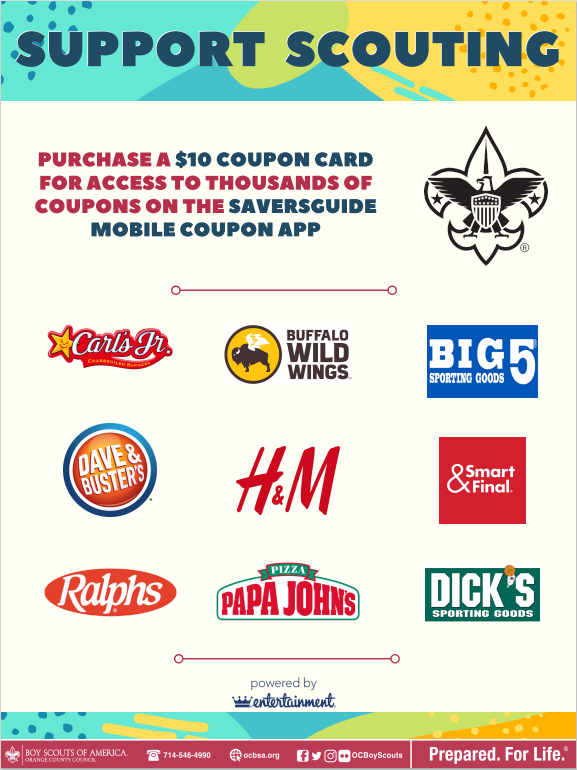 SUPPORT SCOUTING
PURCHASE A $10 COUPON CARD
FOR ACCESS TO THOUSANDS OF
COUPONS ON THE SAVERSGUIDE
MOBILE COUPON APP
®
Carl's Jr.
CHARBROILED BURGERS
BUFFALO
WILD
WINGS
BIG 5
SPORTING GOODS
DAVE &
BUSTER'S
H&M
Smart
&Final
Ralphs
PIZZA
PAPA JOHN'S
DICK'S
SPORTING GOODS
powered by
entertainment
BOY SCOUTS OF AMERICA
ORANGE COUNTY COUNCIL
714-546-4990
ocbsa.org
OCBoyScouts
Prepared. For Life.®